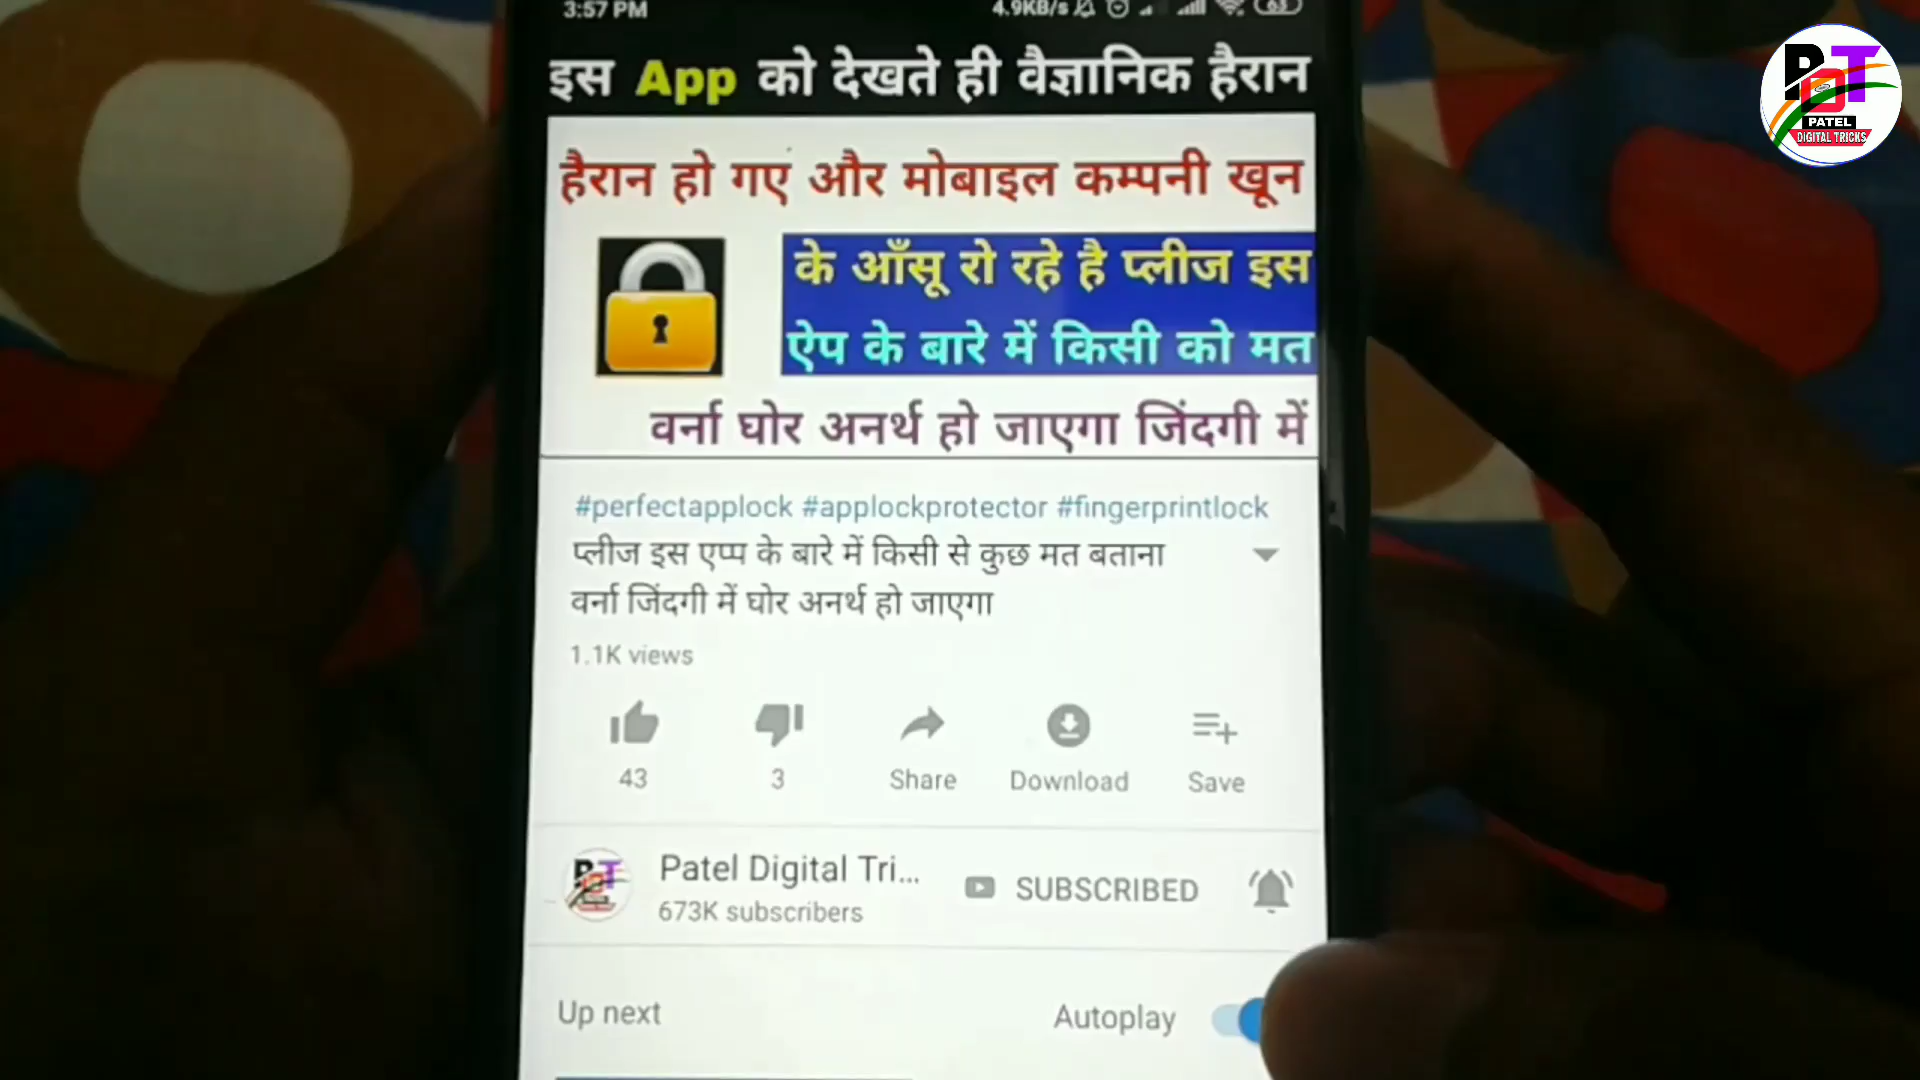 3:57 PM
4.9KB/s
63
इस App को देखते ही वैज्ञानिक हैरान
हैरान हो गए और मोबाइल कम्पनी खून
के आँसू रो रहे है प्लीज इस
ऐप के बारे में किसी को मत
वर्ना घोर अनर्थ हो जाएगा जिंदगी में
#perfectapplock #applockprotector #fingerprintlock
प्लीज इस एप्प के बारे में किसी से कुछ मत बताना
वर्ना जिंदगी में घोर अनर्थ हो जाएगा
1.1K views
43
3
Share
Download
Save
Patel Digital Tri...
SUBSCRIBED
673K subscribers
Up next
Autoplay
PDT
PATEL
DIGITAL TRICKS